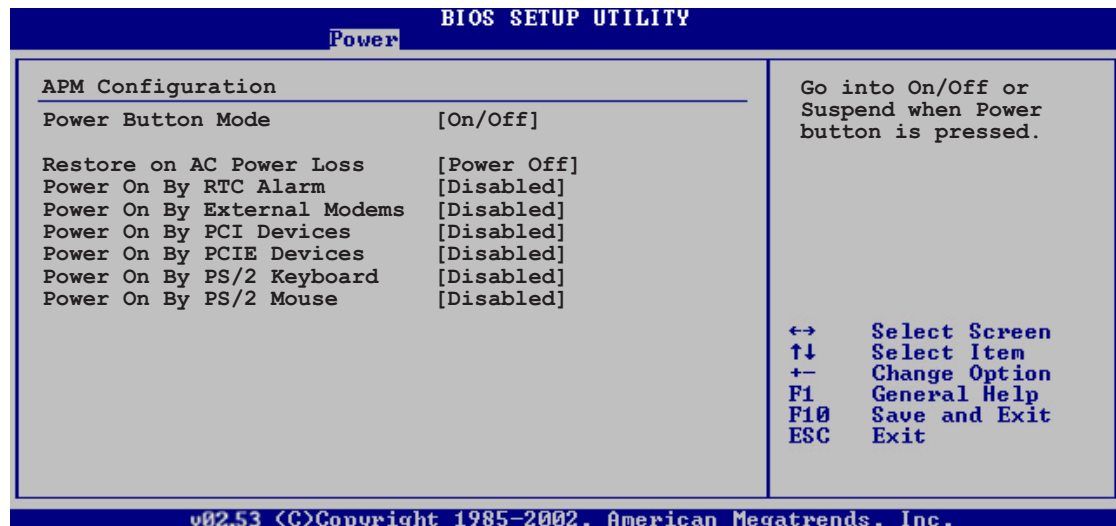 BIOS SETUP UTILITY
Power
APM Configuration
Power Button Mode [On/Off]
Restore on AC Power Loss [Power Off]
Power On By RTC Alarm [Disabled]
Power On By External Modems [Disabled]
Power On By PCI Devices [Disabled]
Power On By PCIE Devices [Disabled]
Power On By PS/2 Keyboard [Disabled]
Power On By PS/2 Mouse [Disabled]
Go into On/Off or
Suspend when Power
button is pressed.
←→ Select Screen
↑↓ Select Item
+- Change Option
F1 General Help
F10 Save and Exit
ESC Exit
v02.53 (C)Copyright 1985-2002, American Megatrends, Inc.